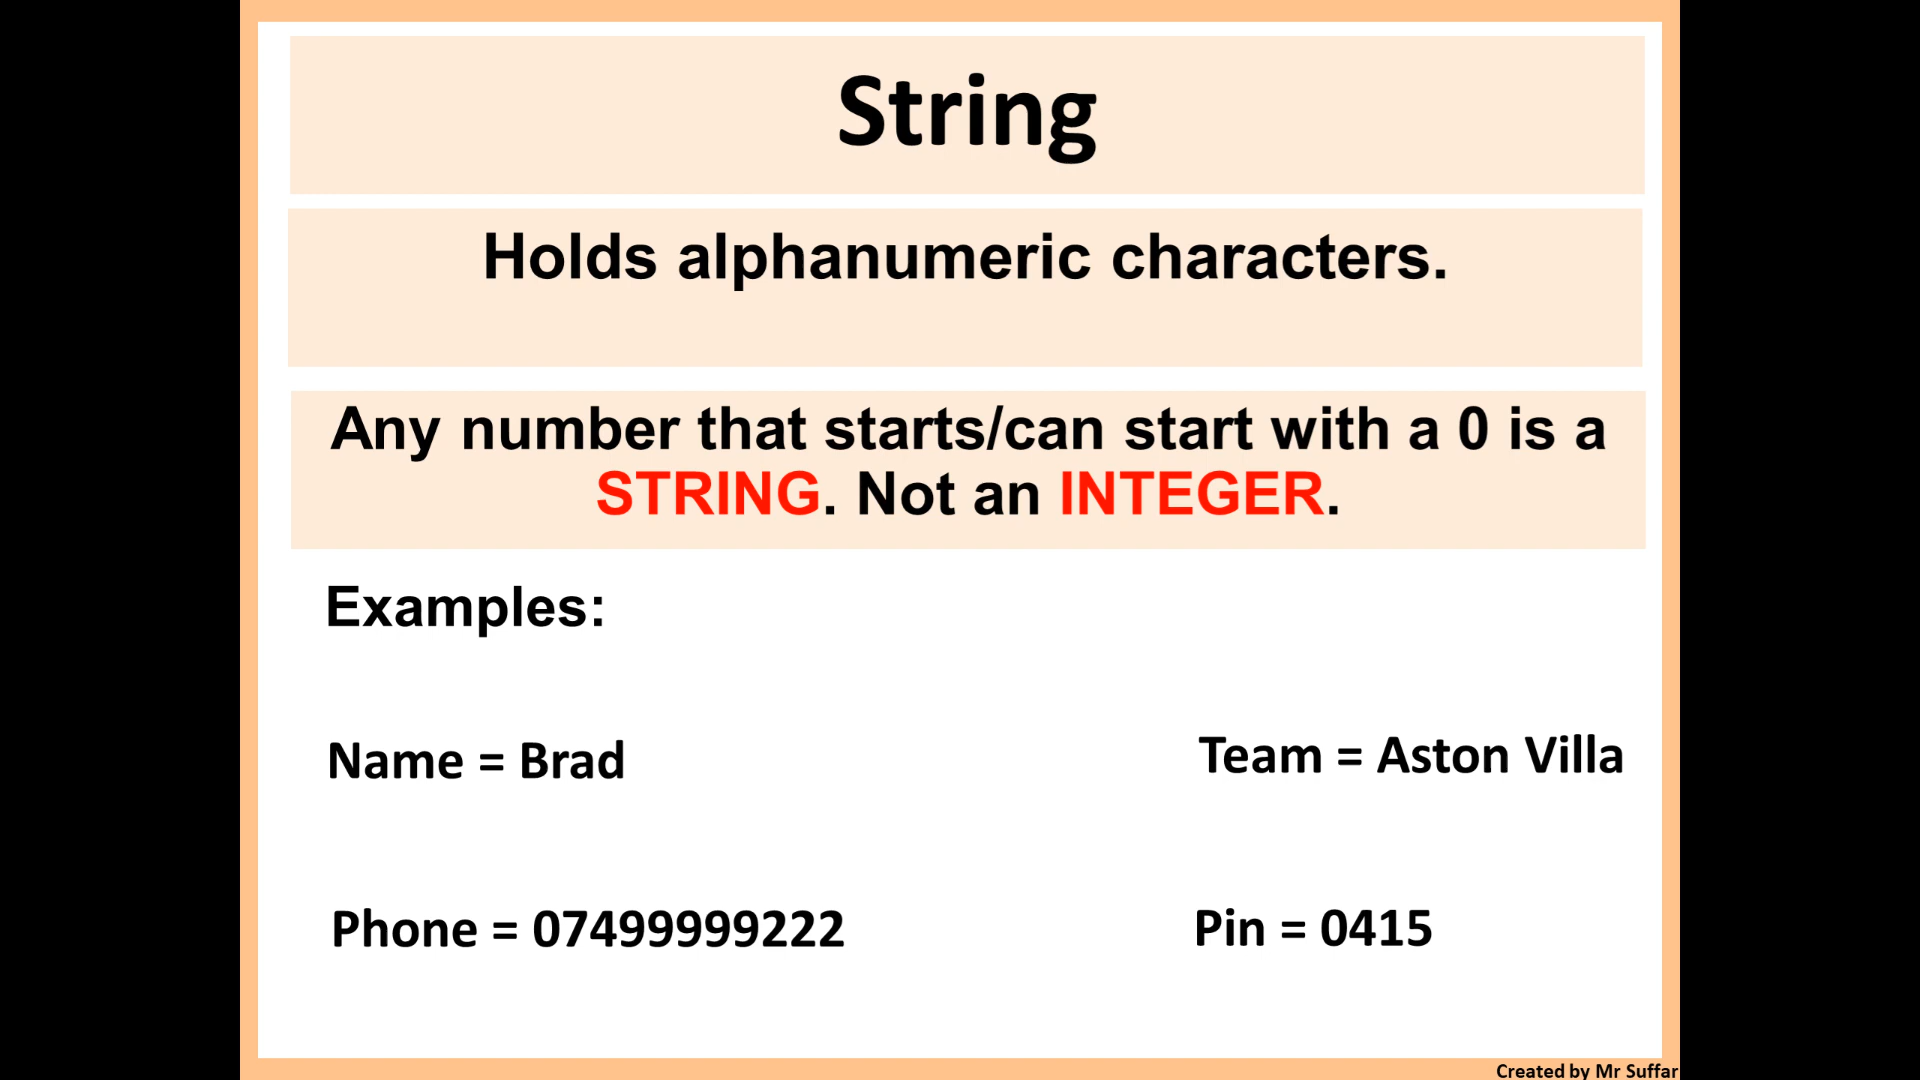 String
Holds alphanumeric characters.
Any number that starts/can start with a 0 is a
STRING. Not an INTEGER.
Examples:
Name = Brad
Team = Aston Villa
Phone = 07499999222
Pin = 0415
Created by Mr Suffar